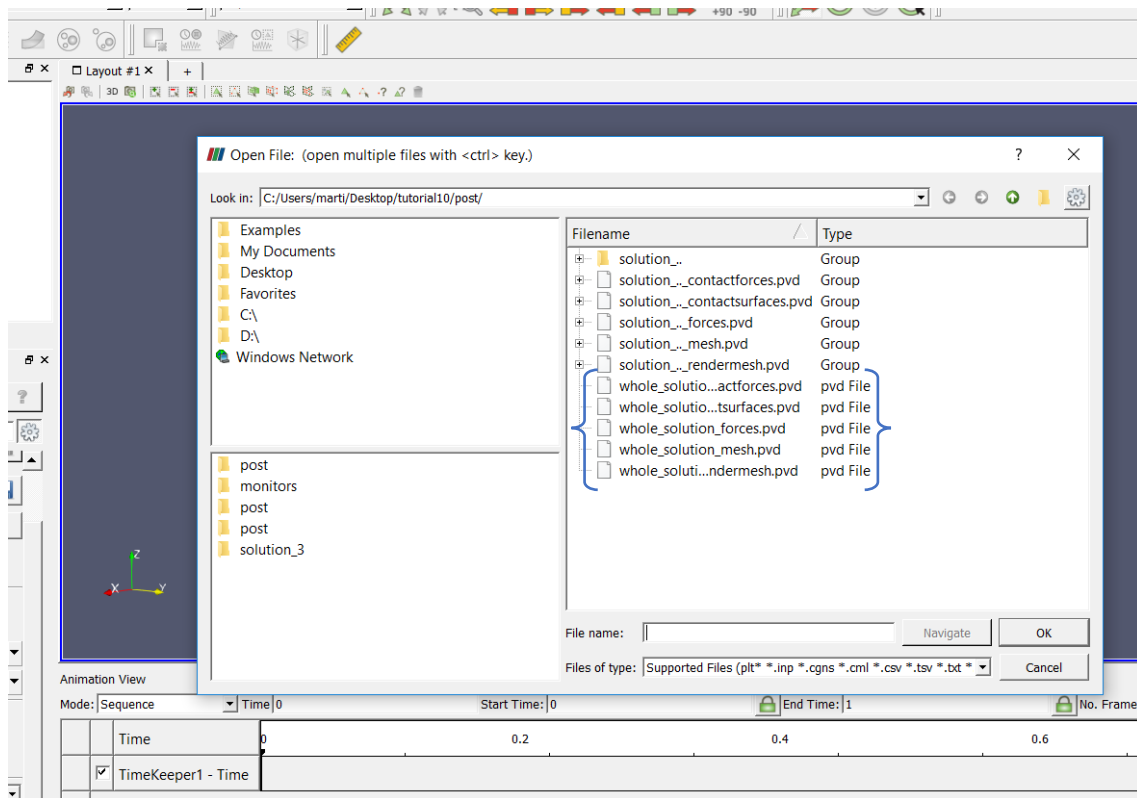 +90 -90
Layout #1 × +
3D
Open File: (open multiple files with <ctrl> key.) ?
Look in: C:/Users/marti/Desktop/tutorial10/post/
Examples
My Documents
Desktop
Favorites
C:\
D:\
Windows Network
post
monitors
post
post
solution_3
Filename Type
solution_.. Group
solution_.._contactforces.pvd Group
solution_.._contactsurfaces.pvd Group
solution_.._forces.pvd Group
solution_.._mesh.pvd Group
solution_.._rendermesh.pvd Group
whole_solutio...actforces.pvd pvd File
whole_solutio...tsurfaces.pvd pvd File
whole_solution_forces.pvd pvd File
whole_solution_mesh.pvd pvd File
whole_soluti...ndermesh.pvd pvd File
File name: Navigate OK
Files of type: Supported Files (plt* *.inp *.cgns *.cml *.csv *.tsv *.txt * Cancel
?
Z
X Y
Animation View
Mode: Sequence Time 0 Start Time: 0 End Time: 1 No. Frame
Time 0 0.2 0.4 0.6
TimeKeeper1 - Time